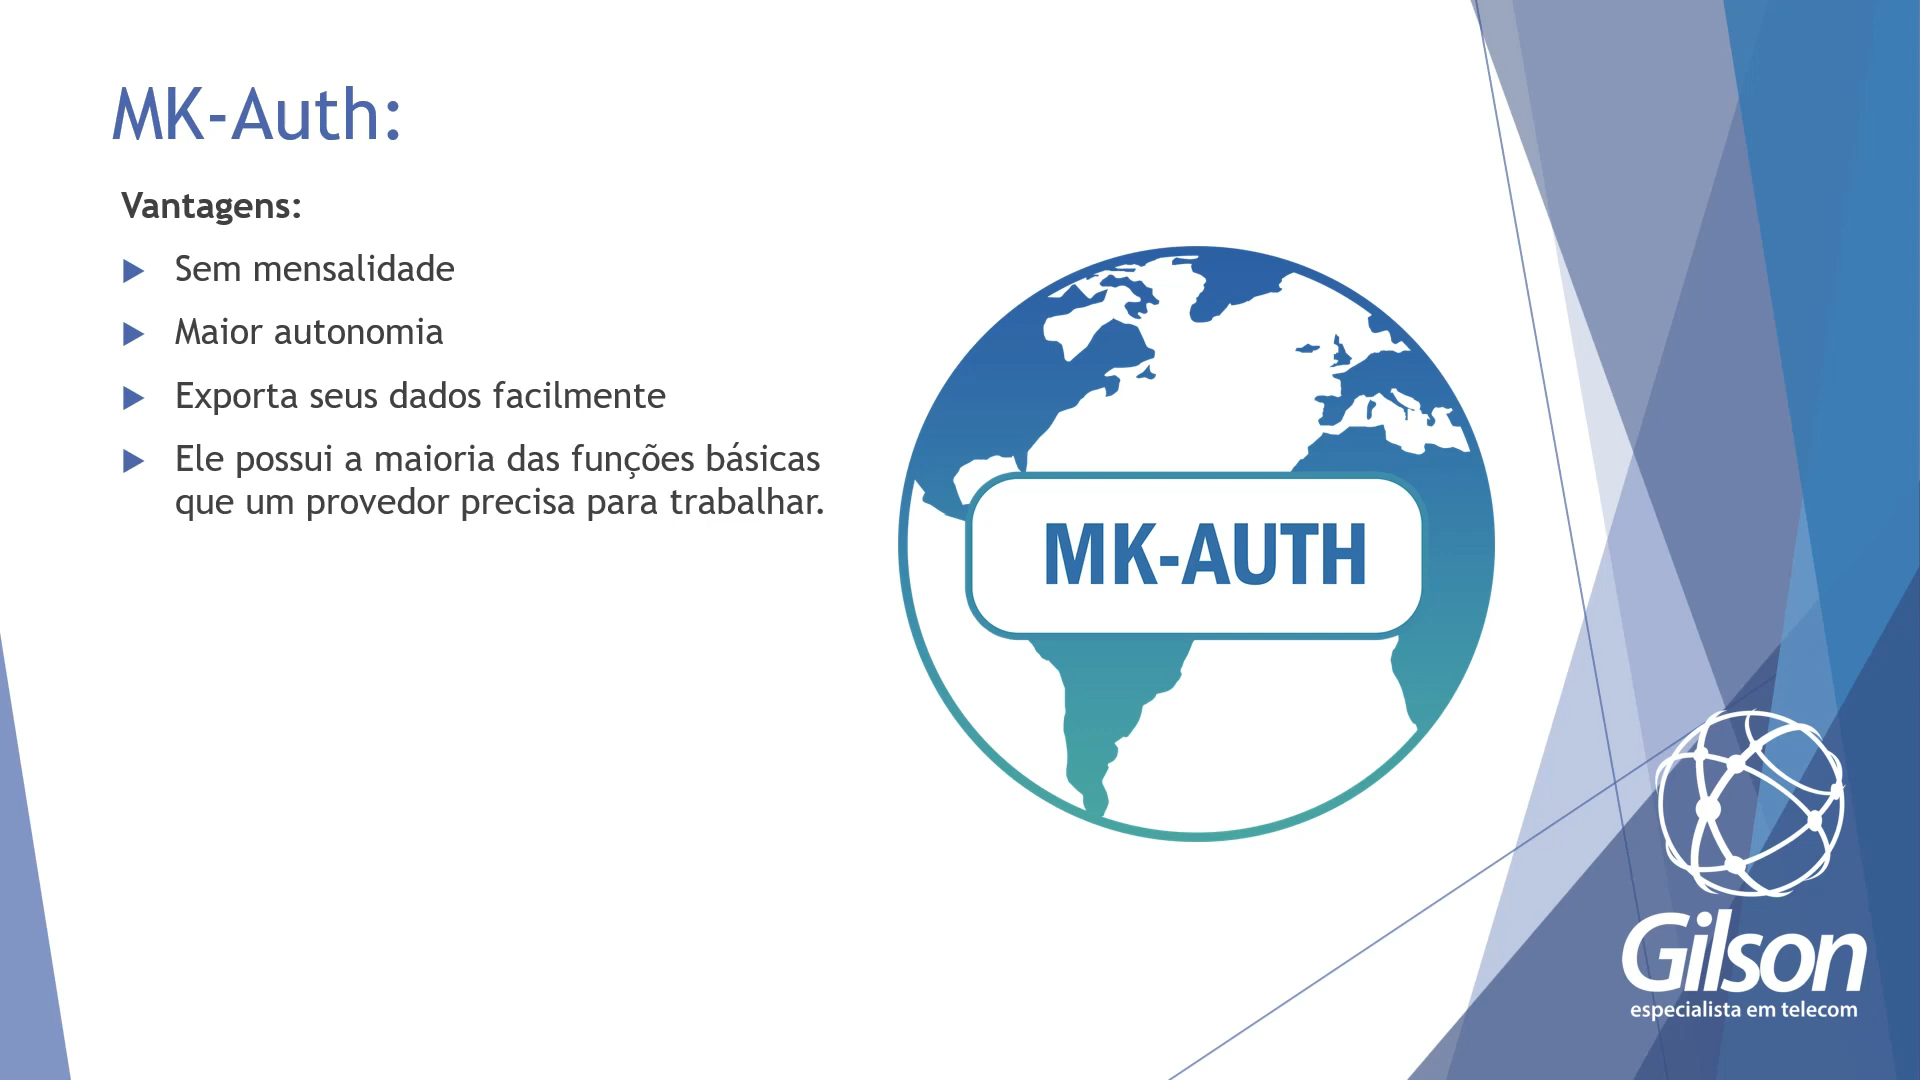 MK-Auth:
Vantagens:
Sem mensalidade
Maior autonomia
Exporta seus dados facilmente
Ele possui a maioria das funções básicas
que um provedor precisa para trabalhar.
MK-AUTH
Gilson
especialista em telecom